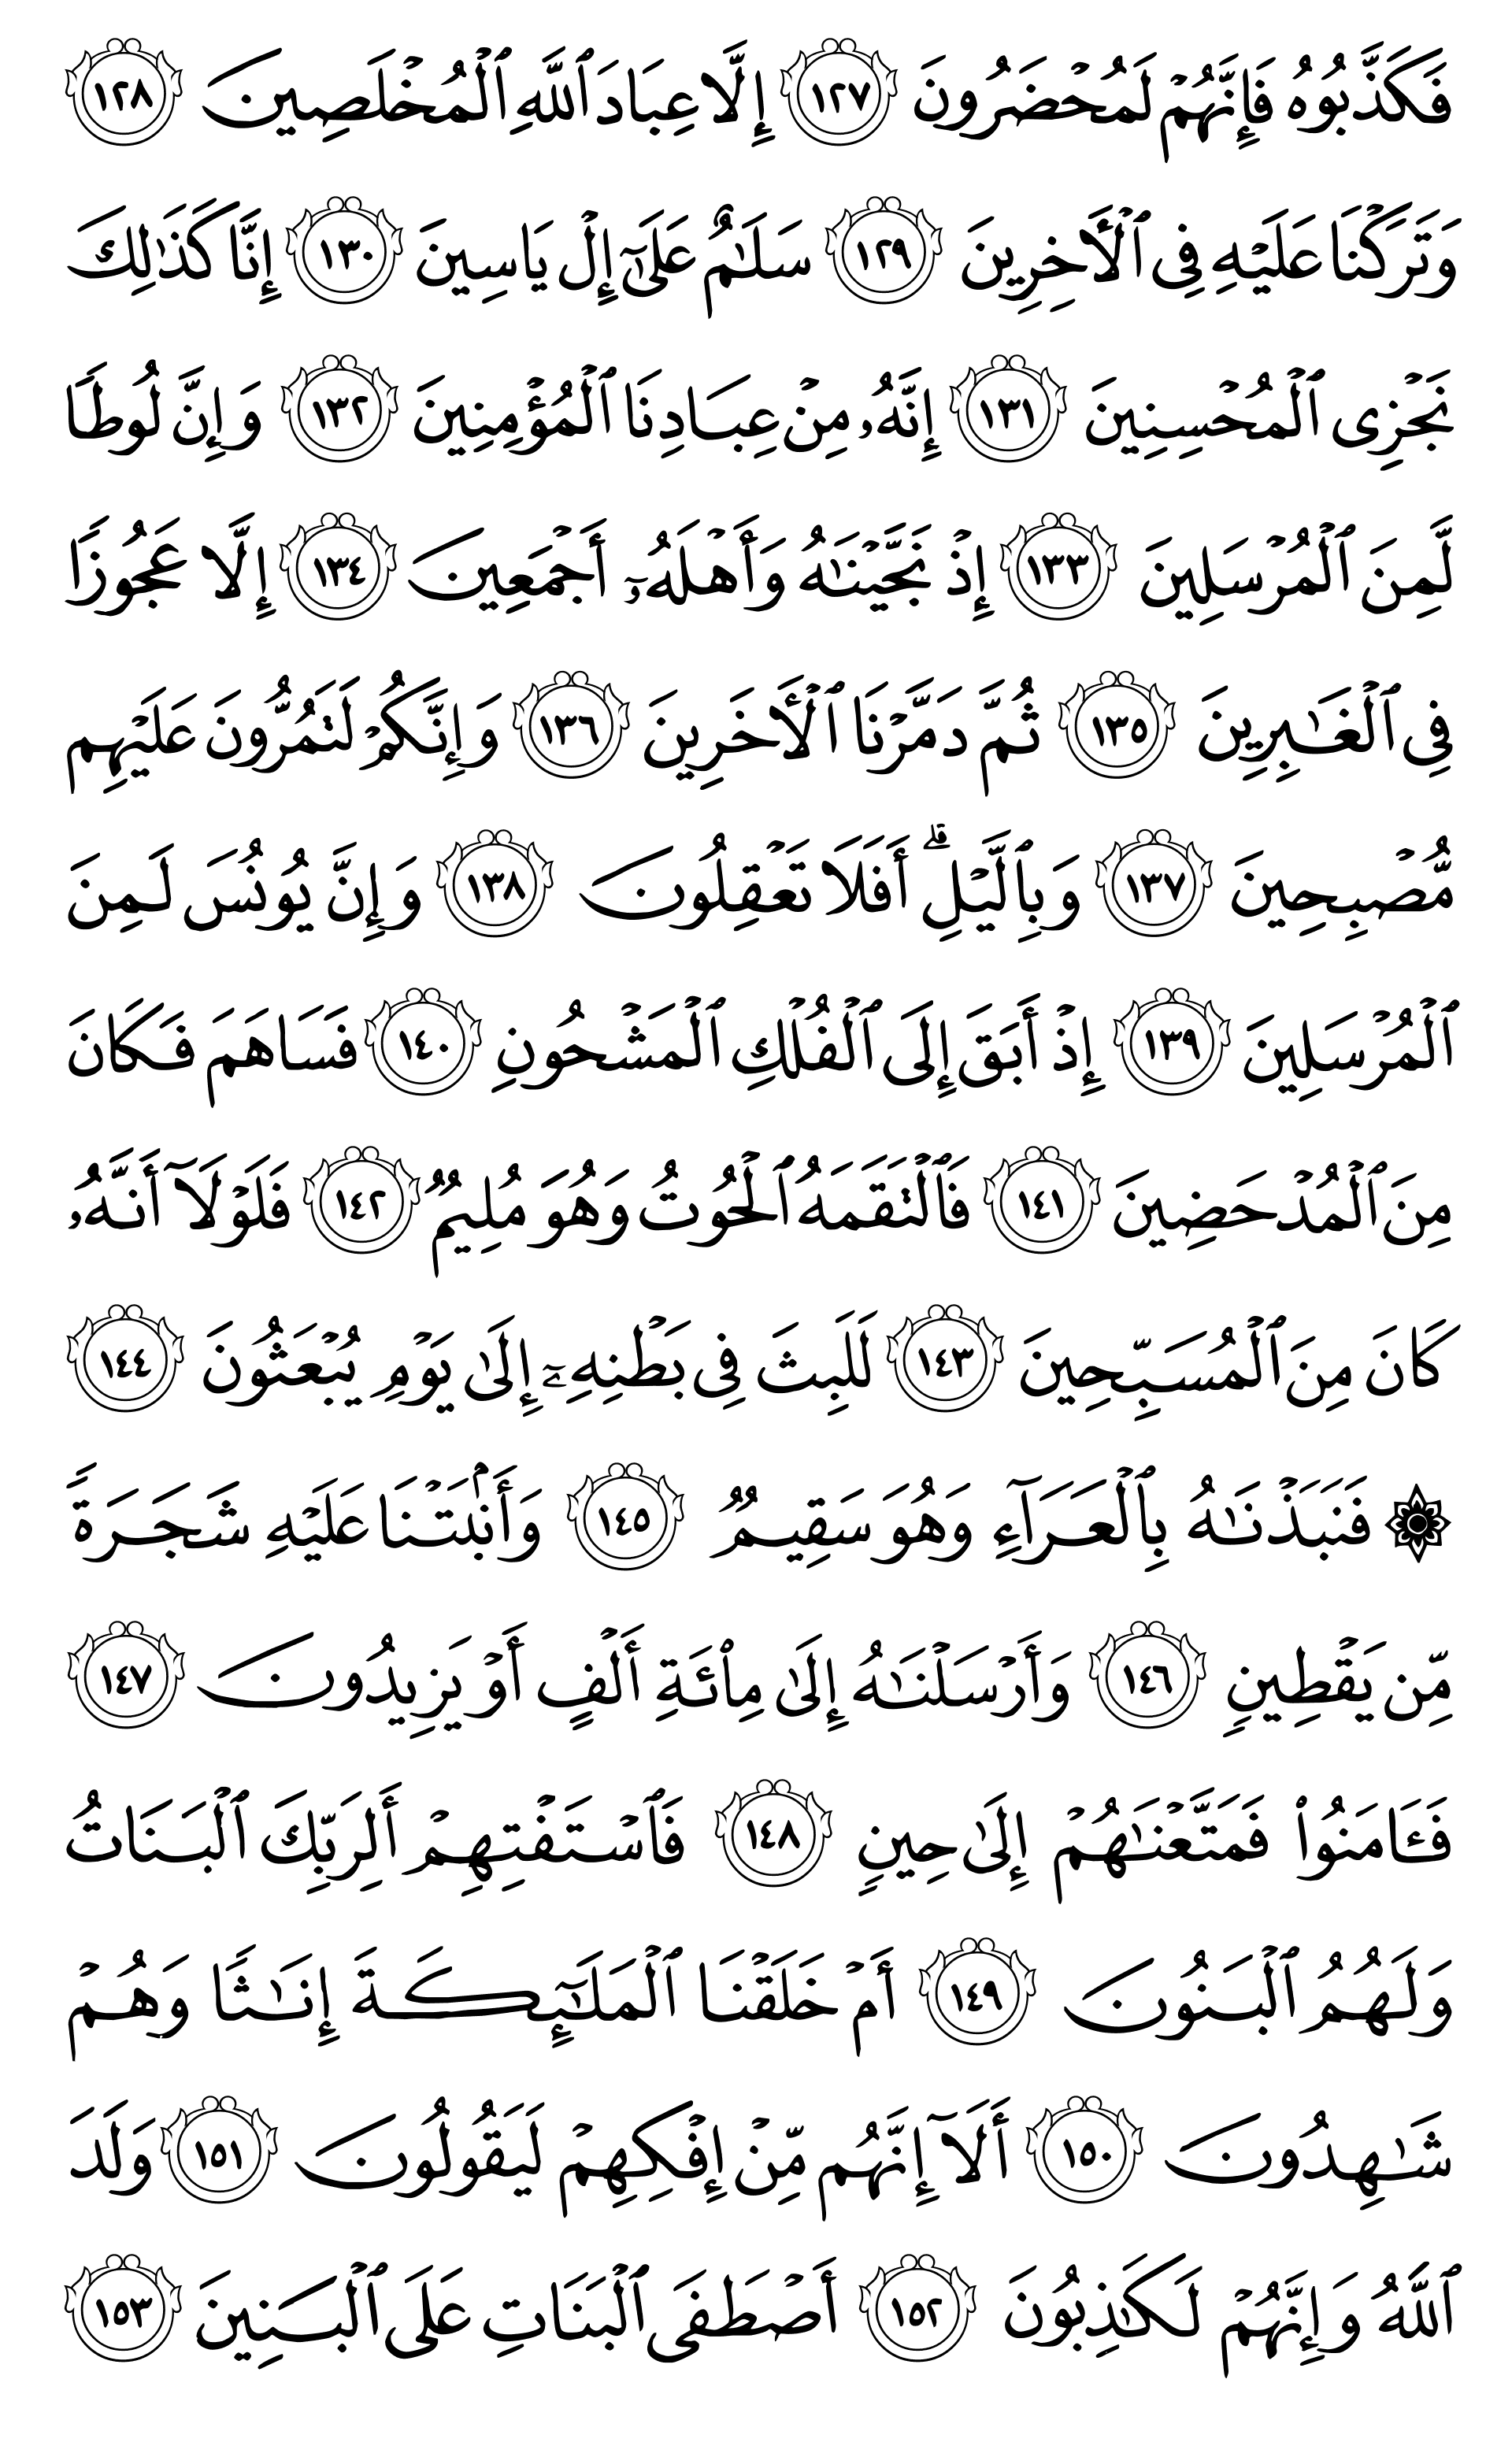 فَكَذَّبُوهُ فَإِنَّهُمْ لَمُحْضَرُونَ ١٢٧ إِلَّا عِبَادَ ٱللَّهِ ٱلْمُخْلَصِينَ ١٢٨
وَتَرَكْنَا عَلَيْهِ فِى ٱلْأَخِرِينَ ١٢٩ سَلَـٰمٌ عَلَىٰٓ إِلْ يَاسِينَ ١٣٠ إِنَّا كَذَٰلِكَ
نَجْزِى ٱلْمُحْسِنِينَ ١٣١ إِنَّهُۥ مِنْ عِبَادِنَا ٱلْمُؤْمِنِينَ ١٣٢ وَإِنَّ لُوطًا
لَّمِنَ ٱلْمُرْسَلِينَ ١٣٣ إِذْ نَجَّيْنَـٰهُ وَأَهْلَهُۥٓ أَجْمَعِينَ ١٣٤ إِلَّا عَجُوزًا
فِى ٱلْغَـٰبِرِينَ ١٣٥ ثُمَّ دَمَّرْنَا ٱلْأَخَرِينَ ١٣٦ وَإِنَّكُمْ لَتَمُرُّونَ عَلَيْهِم
مُّصْبِحِينَ ١٣٧ وَبِٱلَّيْلِ ۗ أَفَلَا تَعْقِلُونَ ١٣٨ وَإِنَّ يُونُسَ لَمِنَ
ٱلْمُرْسَلِينَ ١٣٩ إِذْ أَبَقَ إِلَى ٱلْفُلْكِ ٱلْمَشْحُونِ ١٤٠ فَسَاهَمَ فَكَانَ
مِنَ ٱلْمُدْحَضِينَ ١٤١ فَٱلْتَقَمَهُ ٱلْحُوتُ وَهُوَ مُلِيمٌ ١٤٢ فَلَوْلَآ أَنَّهُۥ
كَانَ مِنَ ٱلْمُسَبِّحِينَ ١٤٣ لَلَبِثَ فِى بَطْنِهِۦٓ إِلَىٰ يَوْمِ يُبْعَثُونَ ١٤٤
۞ فَنَبَذْنَـٰهُ بِٱلْعَرَآءِ وَهُوَ سَقِيمٌ ١٤٥ وَأَنۢبَتْنَا عَلَيْهِ شَجَرَةً
مِّن يَقْطِينٍ ١٤٦ وَأَرْسَلْنَـٰهُ إِلَىٰ مِا۟ئَةِ أَلْفٍ أَوْ يَزِيدُونَ ١٤٧
فَـَٔامَنُوا۟ فَمَتَّعْنَـٰهُمْ إِلَىٰ حِينٍ ١٤٨ فَٱسْتَفْتِهِمْ أَلِرَبِّكَ ٱلْبَنَاتُ
وَلَهُمُ ٱلْبَنُونَ ١٤٩ أَمْ خَلَقْنَا ٱلْمَلَـٰٓئِكَةَ إِنَـٰثًا وَهُمْ
شَـٰهِدُونَ ١٥٠ أَلَآ إِنَّهُم مِّنْ إِفْكِهِمْ لَيَقُولُونَ ١٥١ وَلَدَ
ٱللَّهُ وَإِنَّهُمْ لَكَـٰذِبُونَ ١٥٢ أَصْطَفَى ٱلْبَنَاتِ عَلَى ٱلْبَنِينَ ١٥٣